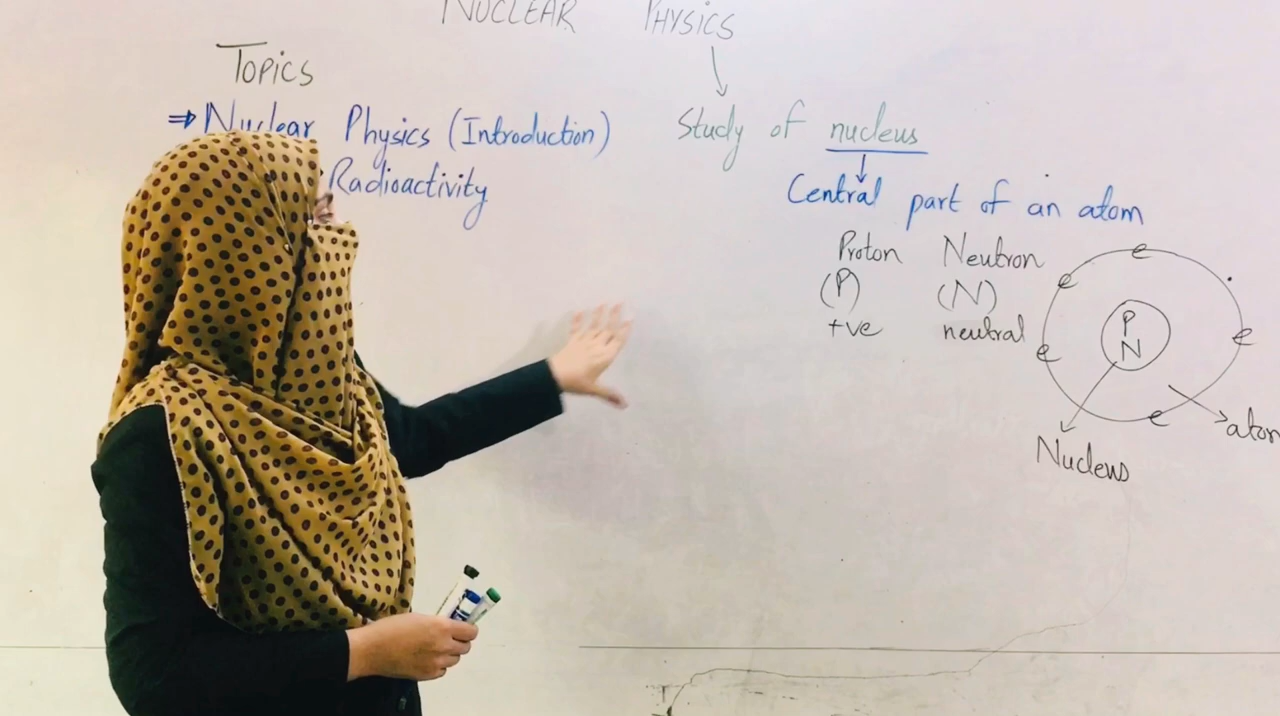 NUCLEAR PHYSICS
Topics
⇒ Nuclear Physics (Introduction)
Radioactivity
Study of nucleus
Central part of an atom
Proton Neutron
(P) (N)
+ve neutral
e
e
e
e
e
P
N
Nucleus
atom